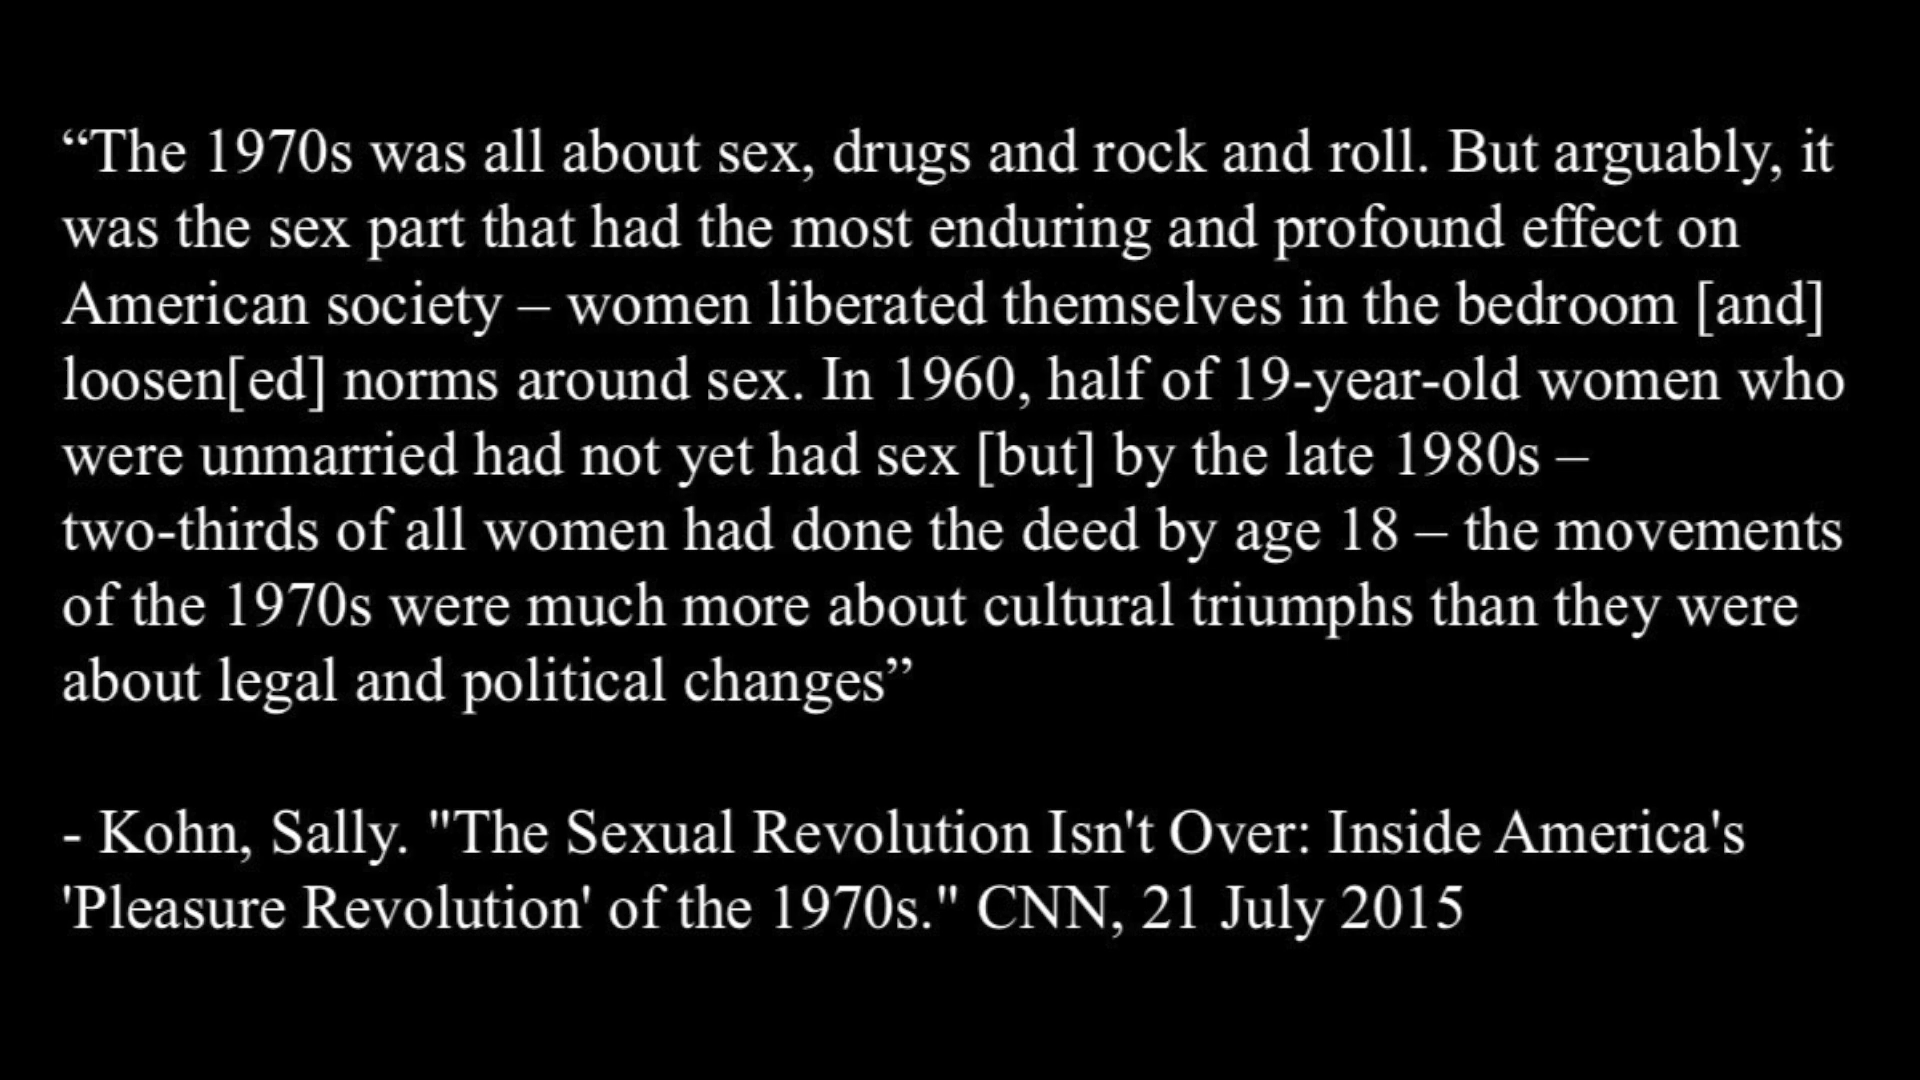 “The 1970s was all about sex, drugs and rock and roll. But arguably, it
was the sex part that had the most enduring and profound effect on
American society – women liberated themselves in the bedroom [and]
loosen[ed] norms around sex. In 1960, half of 19-year-old women who
were unmarried had not yet had sex [but] by the late 1980s –
two-thirds of all women had done the deed by age 18 – the movements
of the 1970s were much more about cultural triumphs than they were
about legal and political changes”
- Kohn, Sally. "The Sexual Revolution Isn't Over: Inside America's
'Pleasure Revolution' of the 1970s." CNN, 21 July 2015